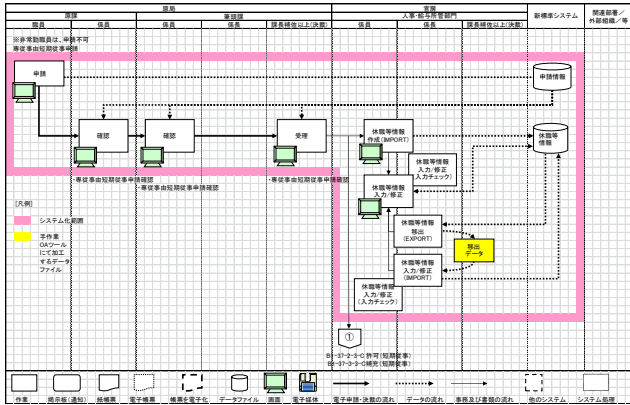 原局
官房
原課
筆頭課
人事・給与所管部門
新標準システム
関連部署／
外部組織／等
職員
係員
係員
係長
課長補佐以上(決裁)
係員
係長
課長補佐以上(決裁)
※非常勤職員は、申請不可
専従事由短期従事申請
申請
申請情報
確認
確認
受理
休職等情報
作成(IMPORT)
休職等
情報
休職等情報
入力/修正
(入力チェック)
・専従事由短期従事申請確認
・専従事由短期従事申請確認
・専従事由短期従事申請確認
休職等情報
入力/修正
[凡例]
システム化範囲
手作業
OAツール
にて加工
するデータ
ファイル
休職等情報
移出
(EXPORT)
移出
データ
休職等情報
入力/修正
(IMPORT)
休職等情報
入力/修正
(入力チェック)
①
B1-37-2-3-C 許可(短期従事)
B1-37-3-3-C補充(短期従事)
作業
掲示板(通知)
紙帳票
電子帳票
帳票を電子化
データファイル
画面
電子媒体
電子申請・決裁の流れ
データの流れ
事務及び書類の流れ
他のシステム
システム処理